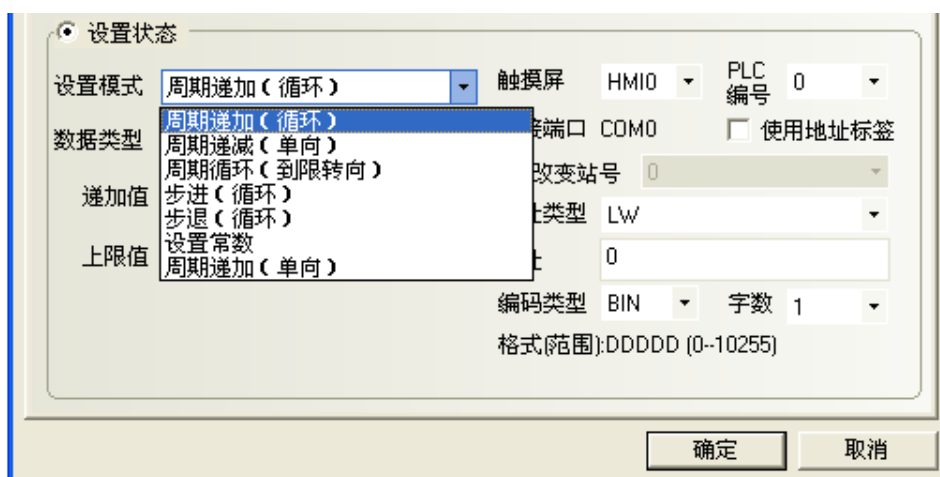 设置状态
设置模式 周期递加(循环) 触摸屏 HMI0 PLC编号 0
周期递加(循环)
数据类型 周期递减(单向) 端口 COM0 使用地址标签
周期循环(到限转向) 改变站号 0
递加值 步进(循环) 类型 LW
步退(循环)
设置常数
上限值 周期递加(单向) 0
编码类型 BIN 字数 1
格式(范围):DDDDD (0--10255)
确定 取消